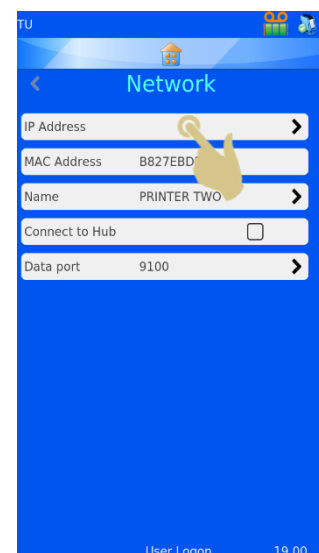 TU
Network
IP Address
MAC Address B827EBD
Name PRINTER TWO
Connect to Hub
Data port 9100
User Logon 19.00